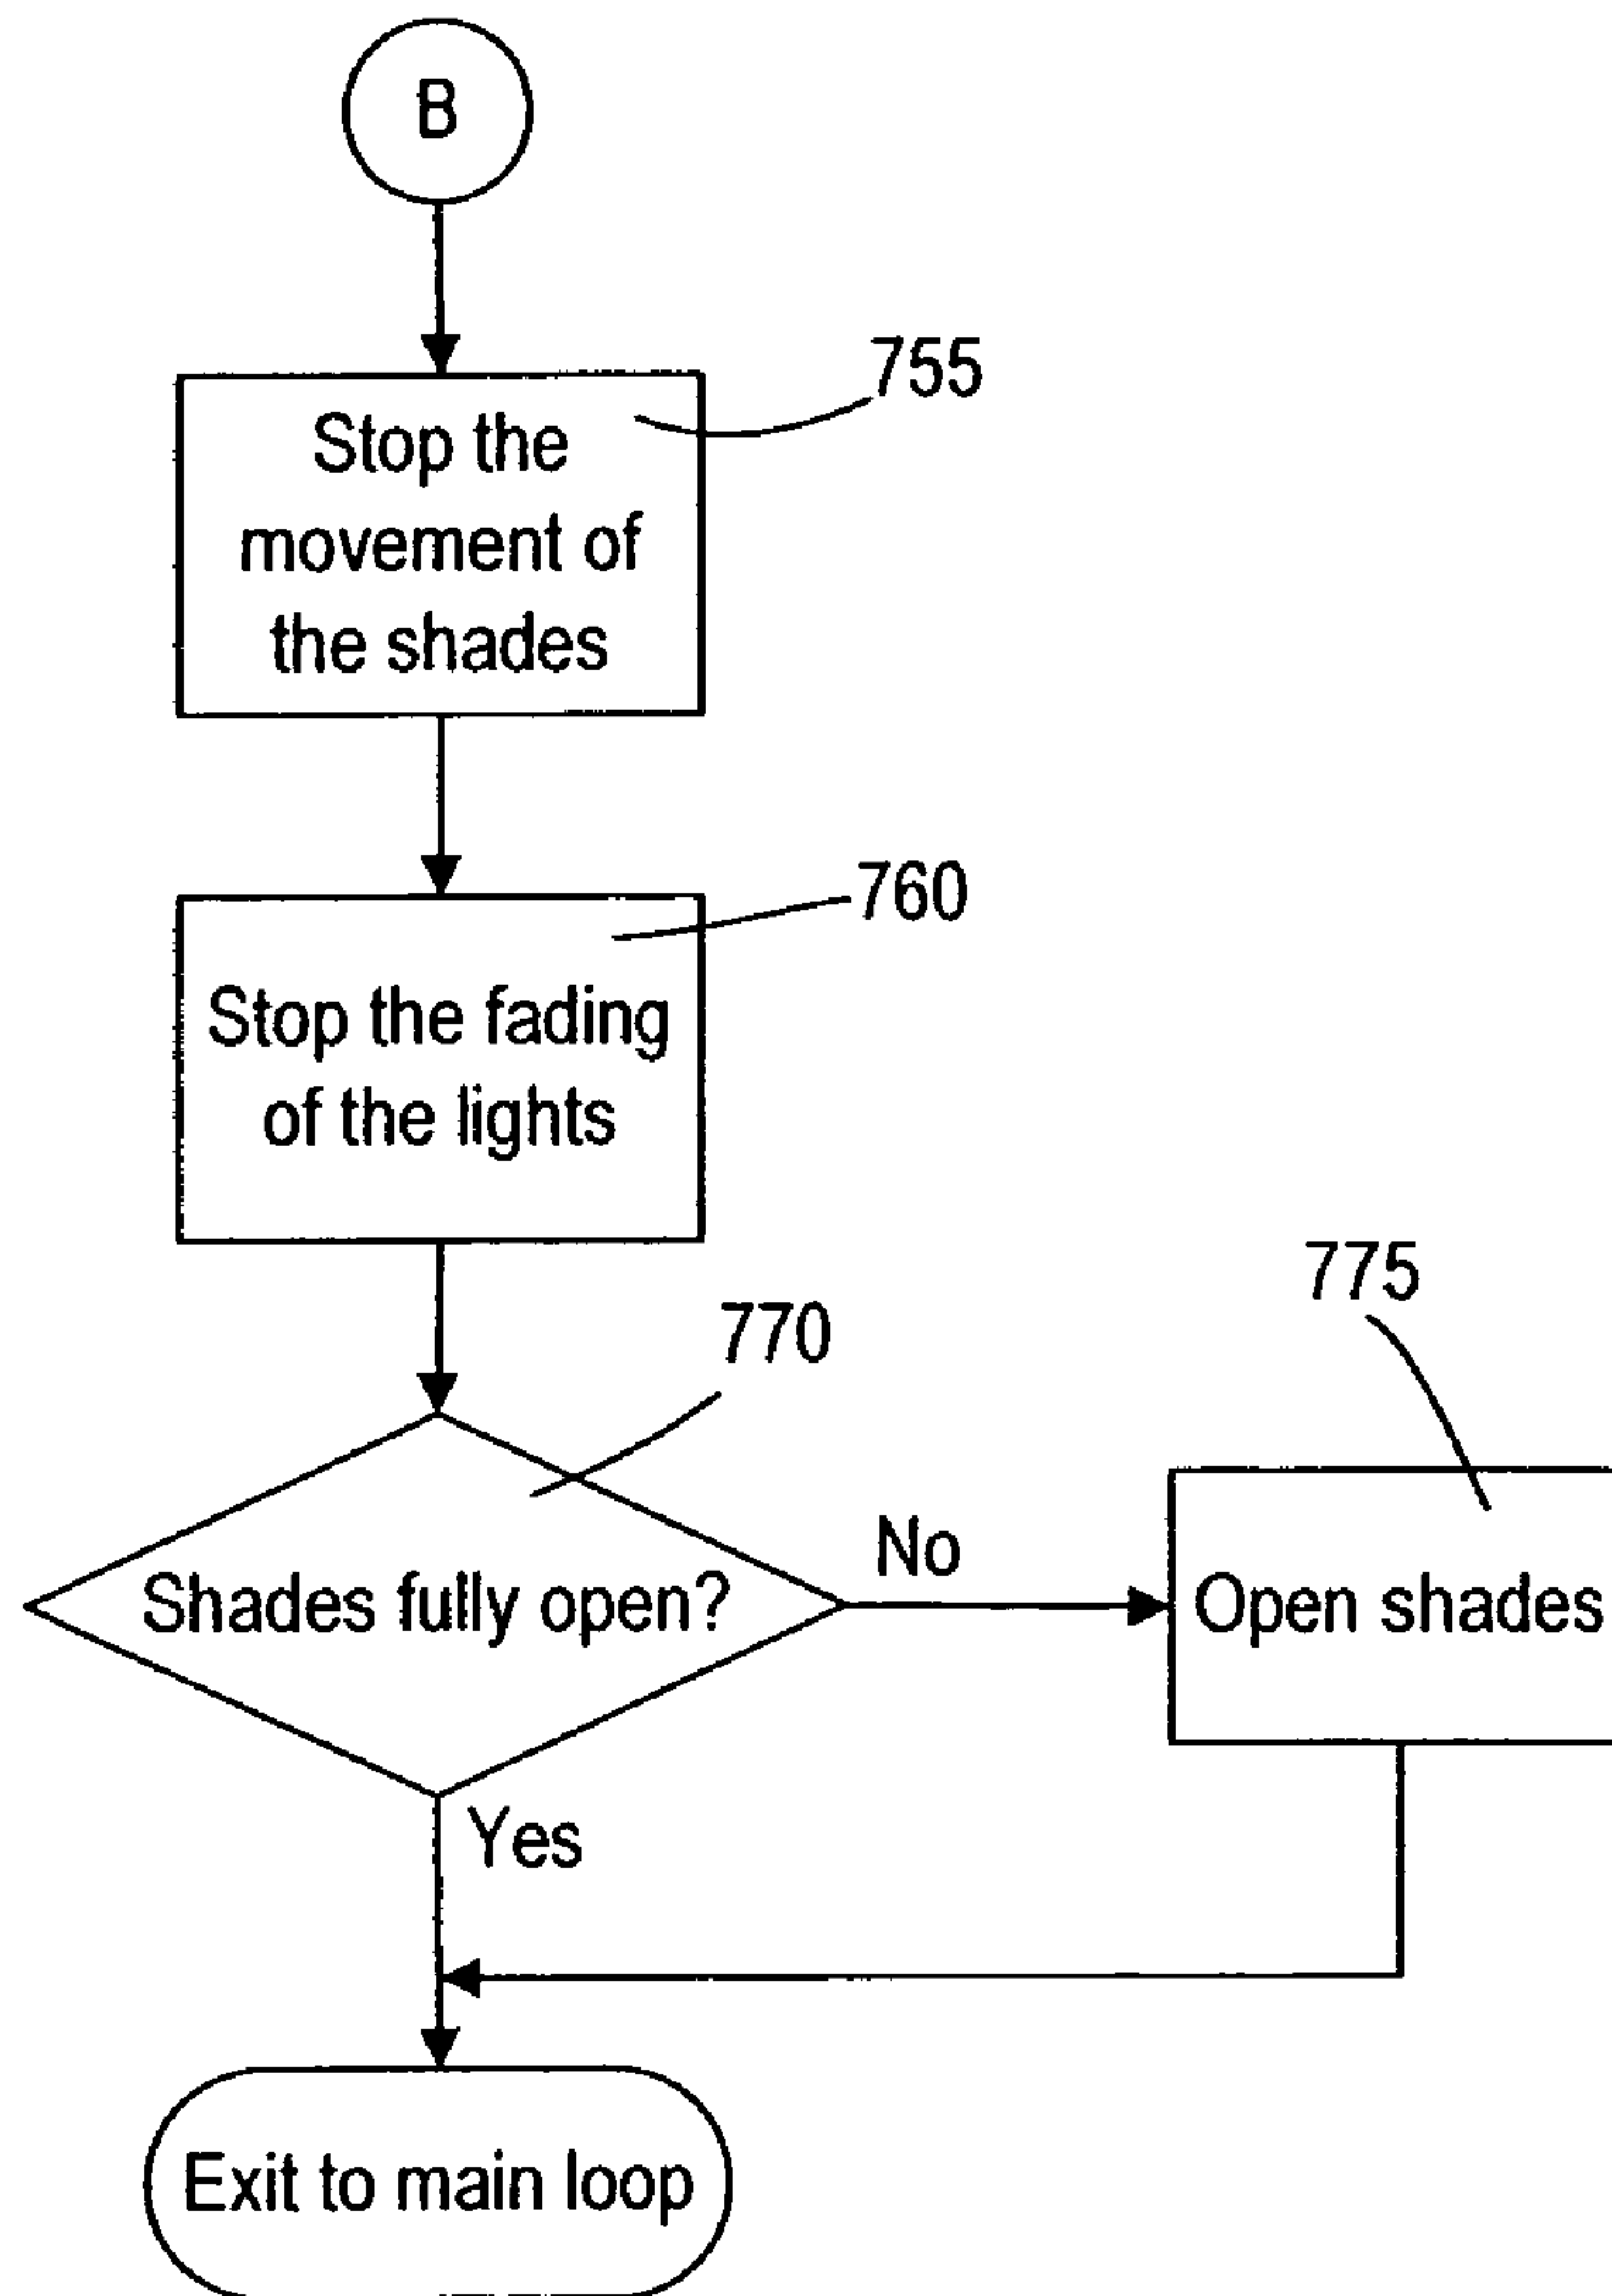 B
755
Stop the
movement of
the shades
760
Stop the fading
of the lights
770
775
Shades fully open?
No
Open shades
Yes
Exit to main loop